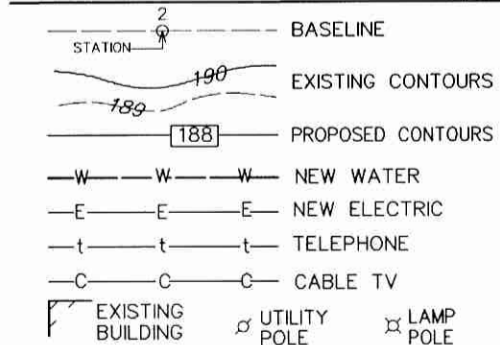 2
STATION
BASELINE
190
189
EXISTING CONTOURS
188
PROPOSED CONTOURS
W W W NEW WATER
E E E NEW ELECTRIC
t t t TELEPHONE
C C C CABLE TV
EXISTING BUILDING
UTILITY POLE
LAMP POLE